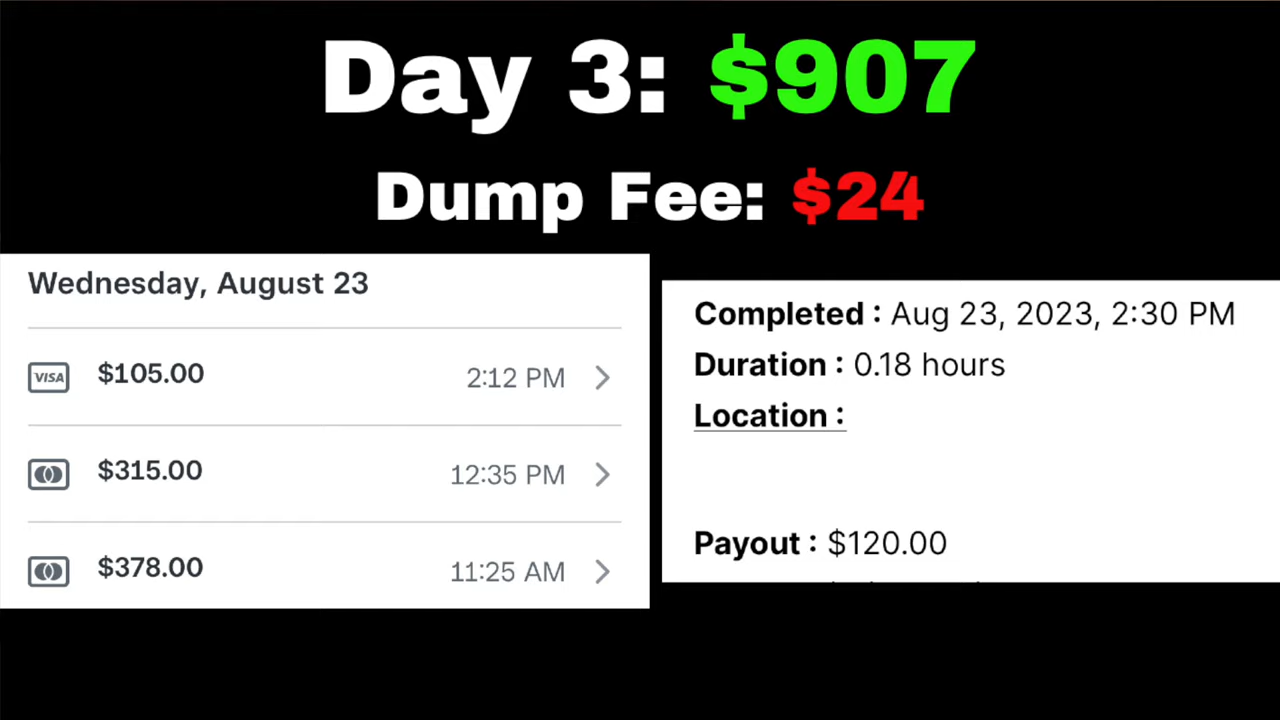 Day 3: $907
Dump Fee: $24
Wednesday, August 23
VISA $105.00 2:12 PM
$315.00 12:35 PM
$378.00 11:25 AM
Completed : Aug 23, 2023, 2:30 PM
Duration : 0.18 hours
Location :
Payout : $120.00